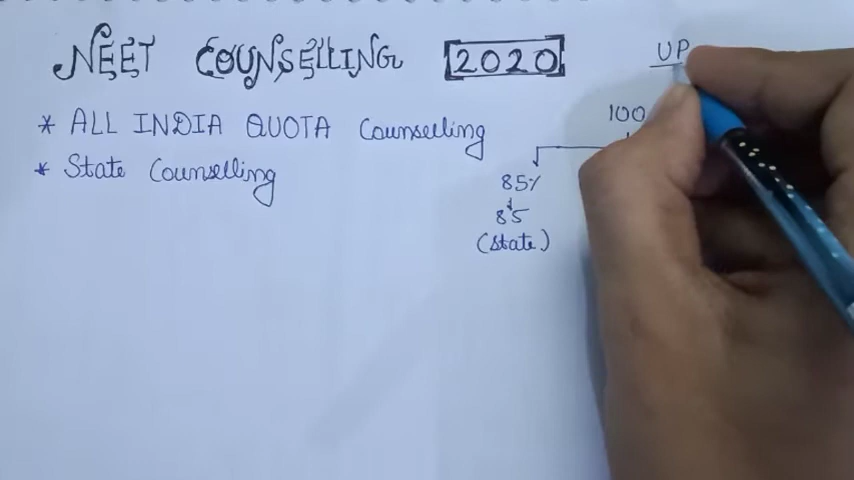 NEET COUNSELLING 2020
UP
* ALL INDIA QUOTA Counselling
* State Counselling
100
85%
85
(State)